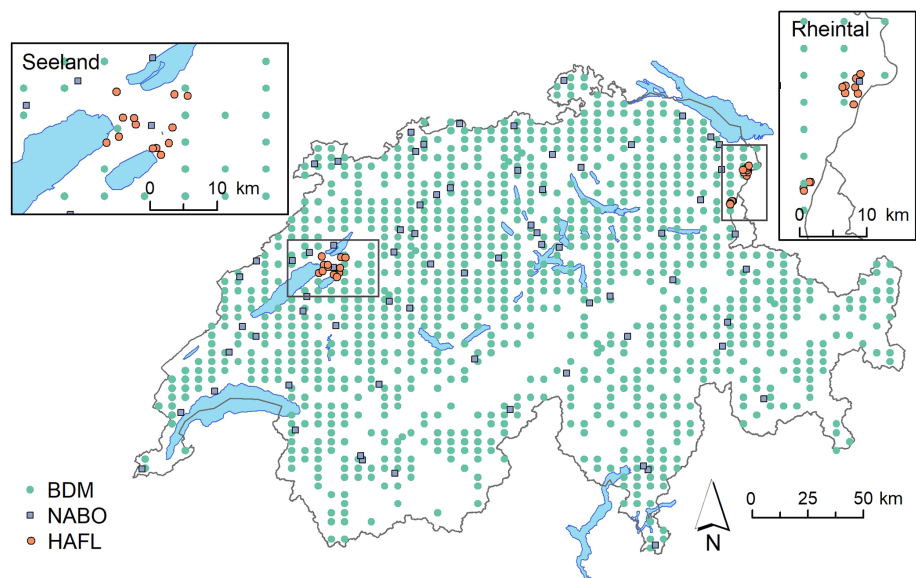 Seeland
0 10 km
Rheintal
0 10 km
BDM
NABO
HAFL
N
0 25 50 km